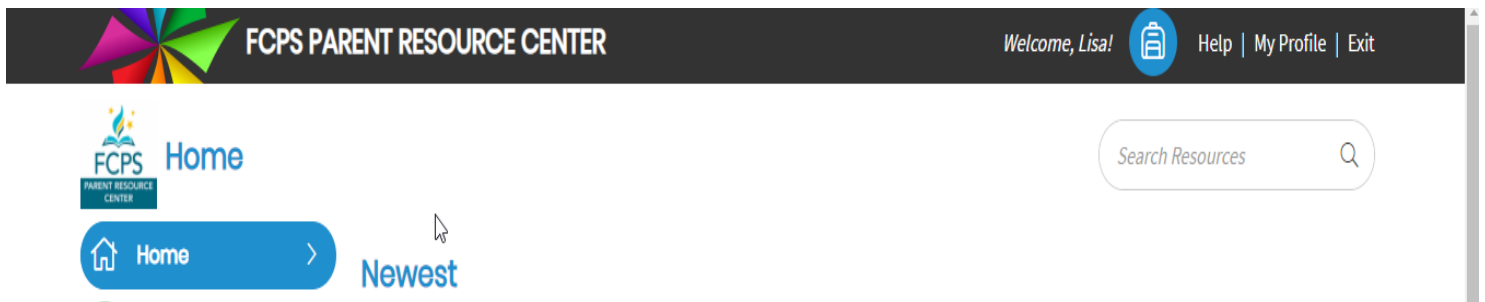 FCPS PARENT RESOURCE CENTER
Welcome, Lisa! Help | My Profile | Exit
FCPS
PARENT RESOURCE
CENTER
Home
Search Resources
Home
Newest